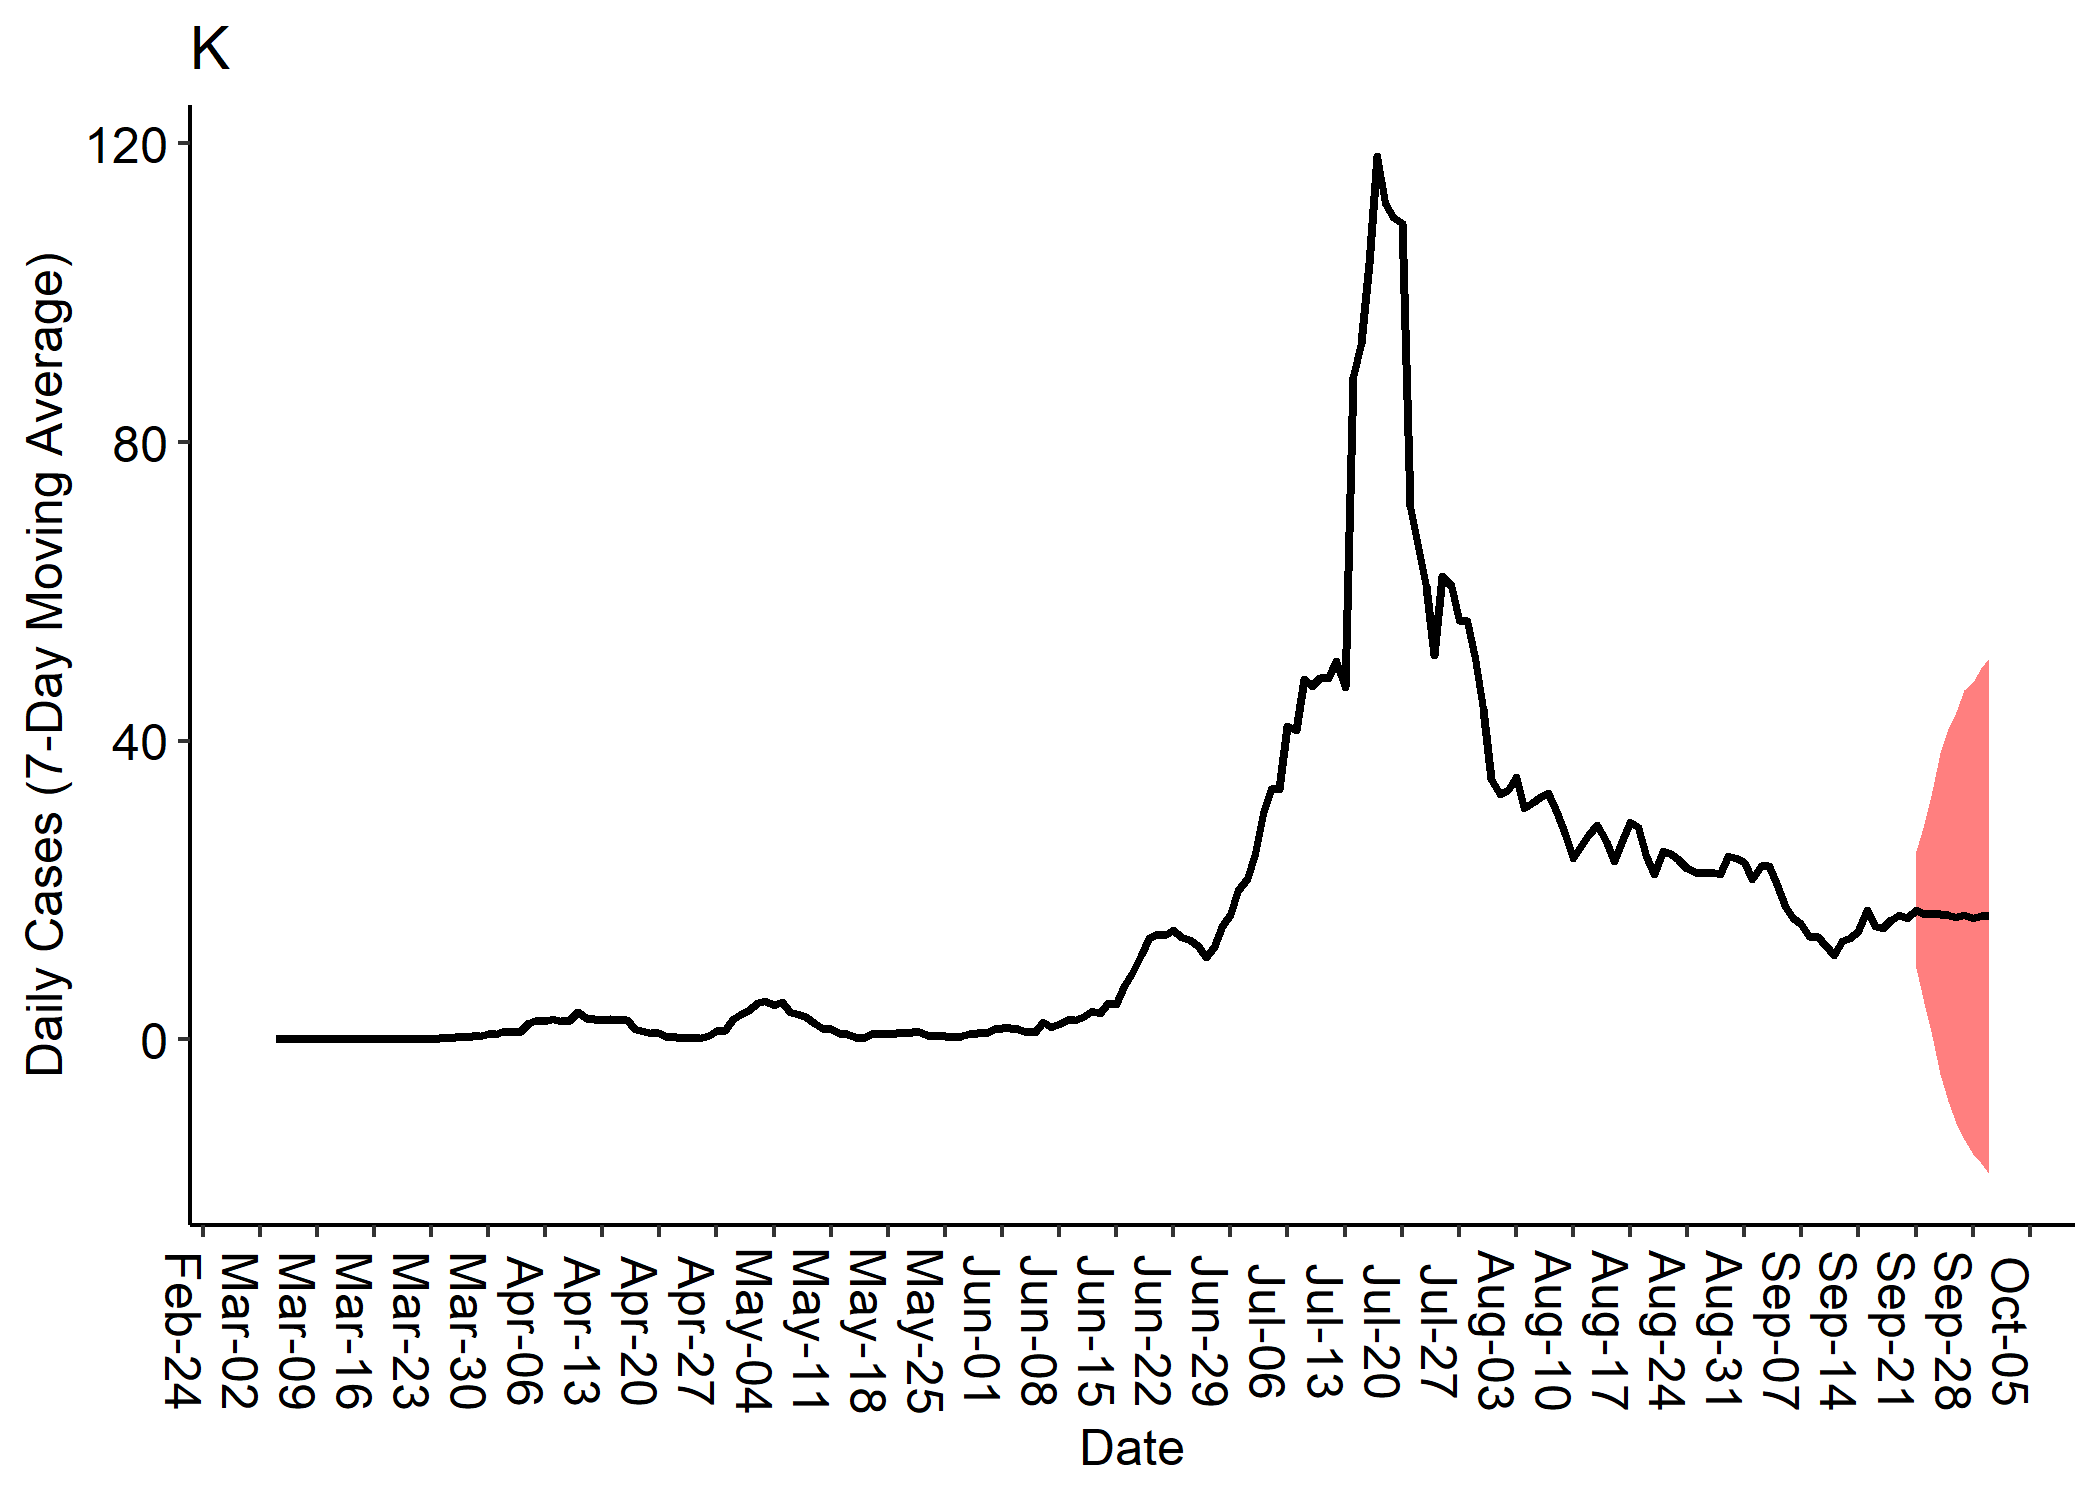 K
Daily Cases (7-Day Moving Average)
120
80
40
0
Feb-24
Mar-02
Mar-09
Mar-16
Mar-23
Mar-30
Apr-06
Apr-13
Apr-20
Apr-27
May-04
May-11
May-18
May-25
Jun-01
Jun-08
Jun-15
Jun-22
Jun-29
Jul-06
Jul-13
Jul-20
Jul-27
Aug-03
Aug-10
Aug-17
Aug-24
Aug-31
Sep-07
Sep-14
Sep-21
Sep-28
Oct-05
Date